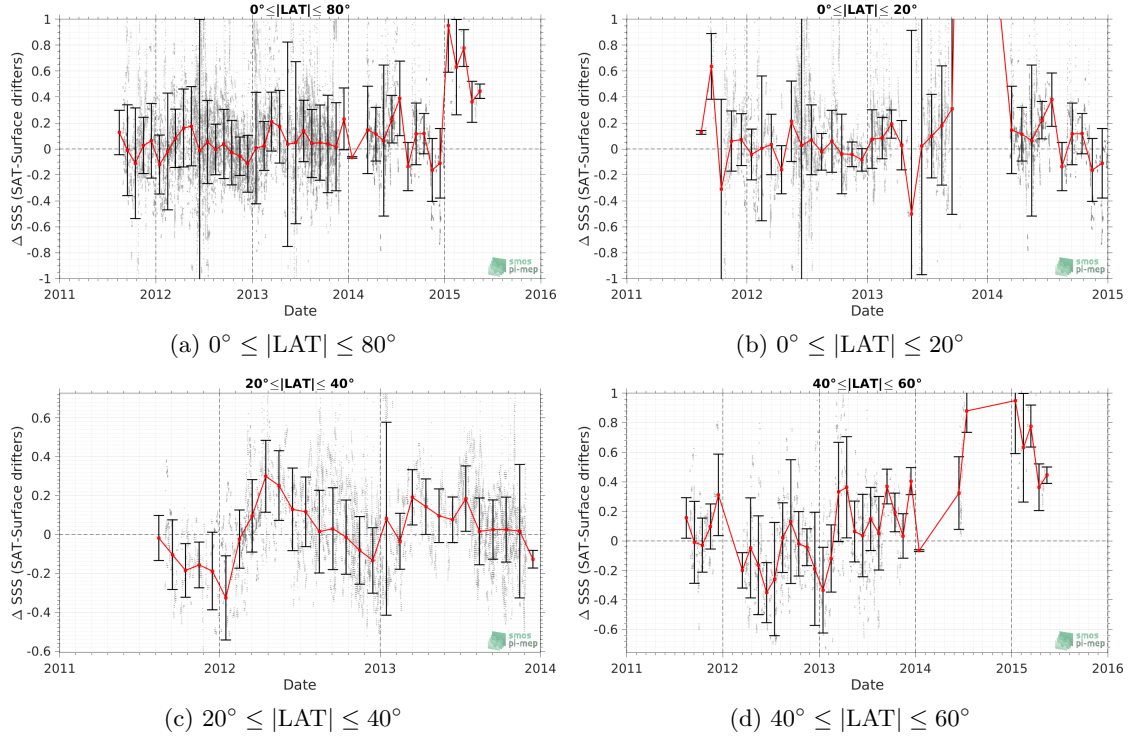 0°≤|LAT|≤ 80°
Δ SSS (SAT-Surface drifters)
1
0.8
0.6
0.4
0.2
0
-0.2
-0.4
-0.6
-0.8
-1
2011
2012
2013
2014
2015
2016
Date
smos
pi-mep
(a) 0° ≤ |LAT| ≤ 80°
0°≤|LAT|≤ 20°
Δ SSS (SAT-Surface drifters)
1
0.8
0.6
0.4
0.2
0
-0.2
-0.4
-0.6
-0.8
-1
2011
2012
2013
2014
2015
Date
smos
pi-mep
(b) 0° ≤ |LAT| ≤ 20°
20°≤|LAT|≤ 40°
Δ SSS (SAT-Surface drifters)
0.6
0.4
0.2
0
-0.2
-0.4
-0.6
2011
2012
2013
2014
Date
smos
pi-mep
(c) 20° ≤ |LAT| ≤ 40°
40°≤|LAT|≤ 60°
Δ SSS (SAT-Surface drifters)
1
0.8
0.6
0.4
0.2
0
-0.2
-0.4
-0.6
2011
2012
2013
2014
2015
2016
Date
smos
pi-mep
(d) 40° ≤ |LAT| ≤ 60°